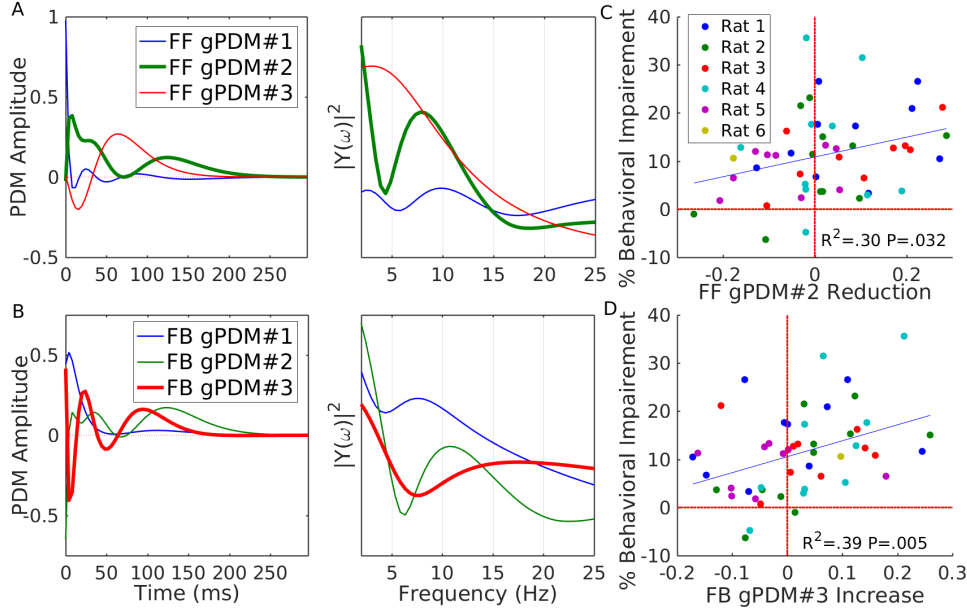 A
1
0.5
0
-0.5
0 50 100 150 200 250
PDM Amplitude
FF gPDM#1
FF gPDM#2
FF gPDM#3
|Y(ω)|²
5 10 15 20 25
C
40
30
20
10
0
-10
% Behavioral Impairement
Rat 1
Rat 2
Rat 3
Rat 4
Rat 5
Rat 6
R²=.30 P=.032
-0.2 0 0.2
FF gPDM#2 Reduction
B
0.5
0
-0.5
PDM Amplitude
FB gPDM#1
FB gPDM#2
FB gPDM#3
0 50 100 150 200 250
Time (ms)
|Y(ω)|²
5 10 15 20 25
Frequency (Hz)
D
40
30
20
10
0
-10
% Behavioral Impairement
R²=.39 P=.005
-0.2 -0.1 0 0.1 0.2 0.3
FB gPDM#3 Increase